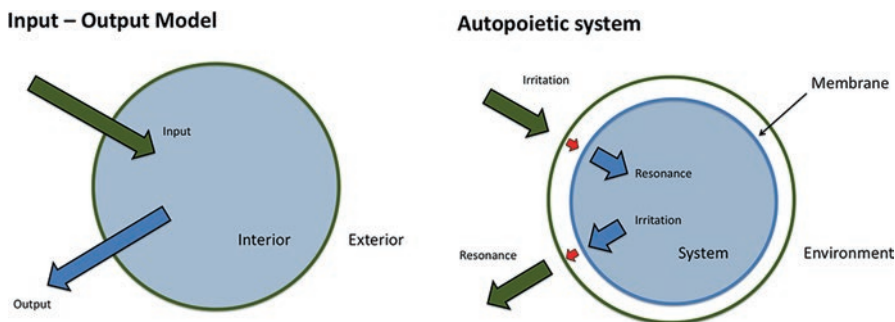 Input – Output Model
Input
Interior
Exterior
Output
Autopoietic system
Irritation
Membrane
Resonance
Irritation
System
Environment
Resonance